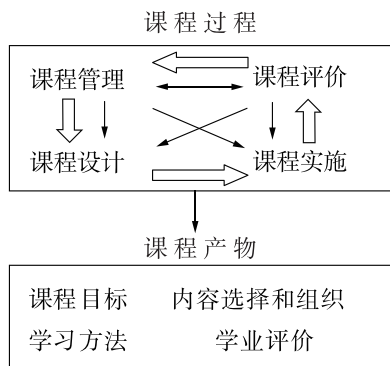 课程过程
课程管理 课程评价
课程设计 课程实施
课程产物
课程目标 内容选择和组织
学习方法 学业评价